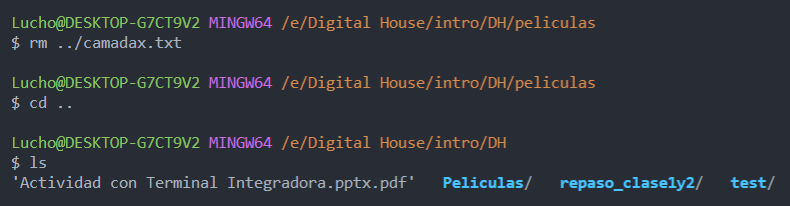 Lucho@DESKTOP-G7CT9V2 MINGW64 /e/Digital House/intro/DH/peliculas
$ rm ../camadax.txt
Lucho@DESKTOP-G7CT9V2 MINGW64 /e/Digital House/intro/DH/peliculas
$ cd ..
Lucho@DESKTOP-G7CT9V2 MINGW64 /e/Digital House/intro/DH
$ ls
'Actividad con Terminal Integradora.pptx.pdf'   Peliculas/   repaso_clase1y2/   test/